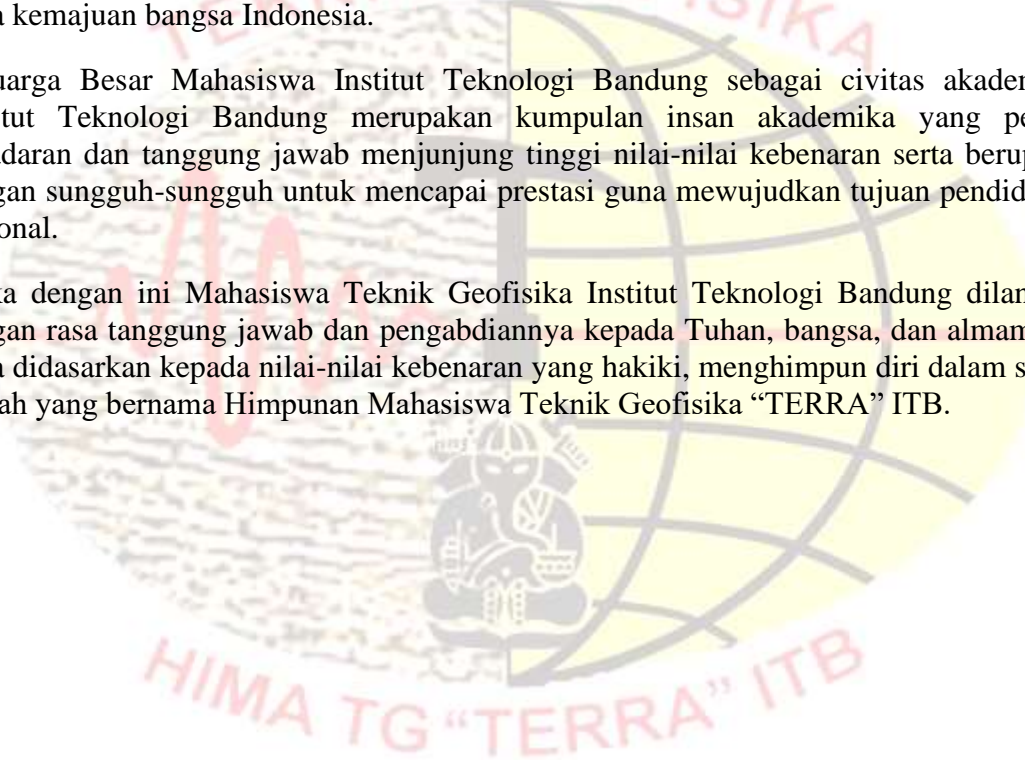 a kemajuan bangsa Indonesia.
uarga Besar Mahasiswa Institut Teknologi Bandung sebagai civitas akadem
tut Teknologi Bandung merupakan kumpulan insan akademika yang pe
adaran dan tanggung jawab menjunjung tinggi nilai-nilai kebenaran serta berup
gan sungguh-sungguh untuk mencapai prestasi guna mewujudkan tujuan pendid
onal.
ka dengan ini Mahasiswa Teknik Geofisika Institut Teknologi Bandung dilan
gan rasa tanggung jawab dan pengabdiannya kepada Tuhan, bangsa, dan almam
a didasarkan kepada nilai-nilai kebenaran yang hakiki, menghimpun diri dalam s
ah yang bernama Himpunan Mahasiswa Teknik Geofisika “TERRA” ITB.
HIMA TG “TERRA” ITB